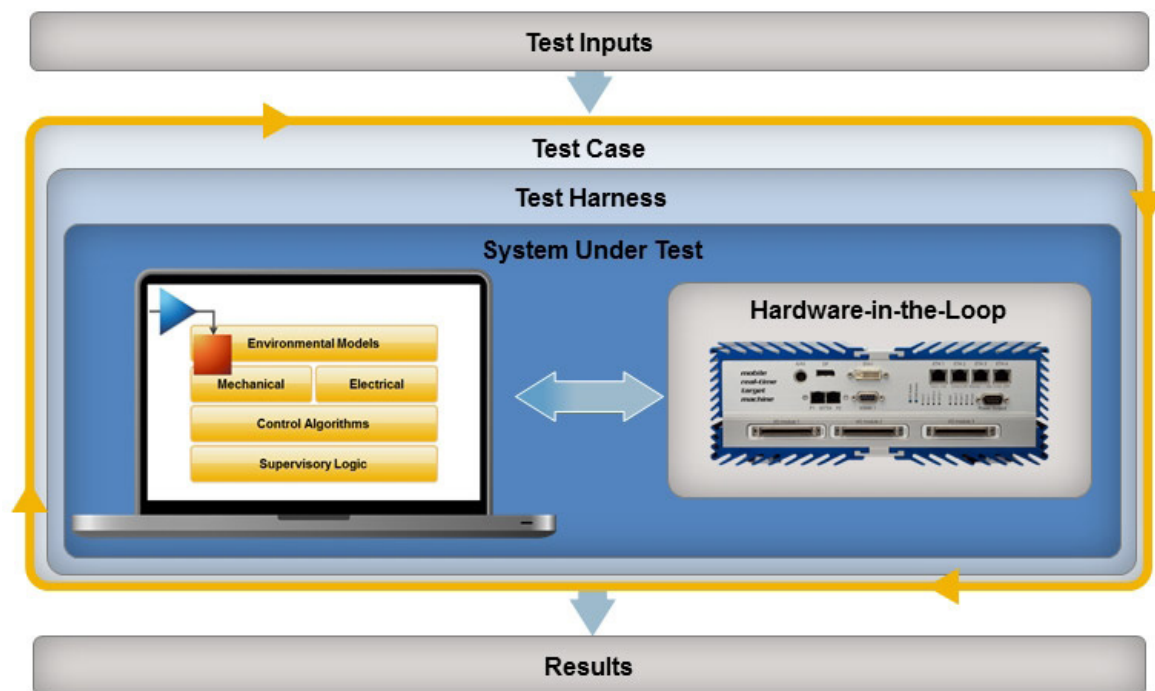 Test Inputs
Test Case
Test Harness
System Under Test
Environmental Models
Mechanical
Electrical
Control Algorithms
Supervisory Logic
Hardware-in-the-Loop
mobile
real-time
target
machine
Results